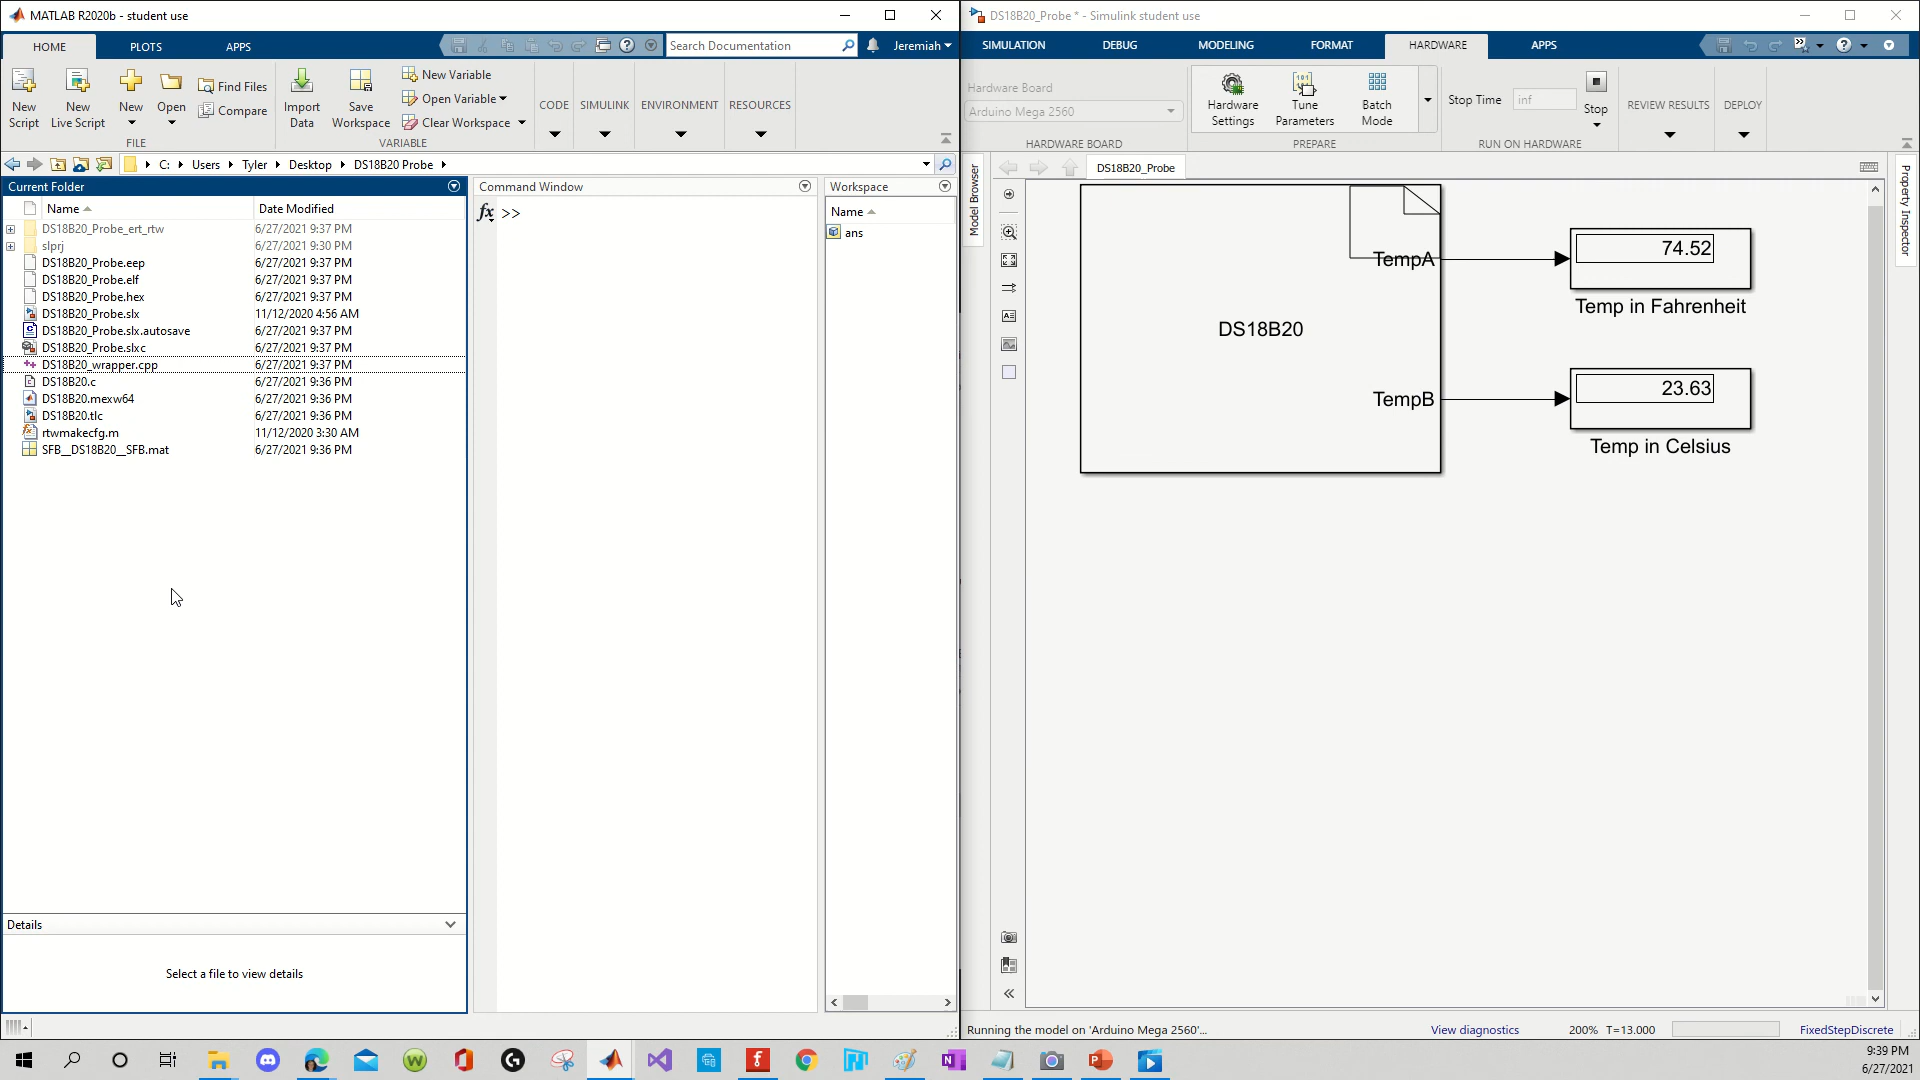 MATLAB R2020b - student use
HOME
PLOTS
APPS
Search Documentation
Jeremiah
New Script
New Live Script
New
Open
Find Files
Compare
FILE
Import Data
Save Workspace
New Variable
Open Variable
Clear Workspace
VARIABLE
CODE
SIMULINK
ENVIRONMENT
RESOURCES
C:
Users
Tyler
Desktop
DS18B20 Probe
Current Folder
Name
Date Modified
DS18B20_Probe_ert_rtw 6/27/2021 9:37 PM
slprj 6/27/2021 9:30 PM
DS18B20_Probe.eep 6/27/2021 9:37 PM
DS18B20_Probe.elf 6/27/2021 9:37 PM
DS18B20_Probe.hex 6/27/2021 9:37 PM
DS18B20_Probe.slx 11/12/2020 4:56 AM
DS18B20_Probe.slx.autosave 6/27/2021 9:37 PM
DS18B20_Probe.slxc 6/27/2021 9:37 PM
DS18B20_wrapper.cpp 6/27/2021 9:37 PM
DS18B20.c 6/27/2021 9:36 PM
DS18B20.mexw64 6/27/2021 9:36 PM
DS18B20.tlc 6/27/2021 9:36 PM
rtwmakecfg.m 11/12/2020 3:30 AM
SFB__DS18B20__SFB.mat 6/27/2021 9:36 PM
Details
Select a file to view details
Command Window
fx >>
Workspace
Name
ans
DS18B20_Probe * - Simulink student use
SIMULATION
DEBUG
MODELING
FORMAT
HARDWARE
APPS
Hardware Board
Arduino Mega 2560
HARDWARE BOARD
Hardware Settings
Tune Parameters
Batch Mode
PREPARE
Stop Time
inf
Stop
RUN ON HARDWARE
REVIEW RESULTS
DEPLOY
Model Browser
DS18B20_Probe
Property Inspector
DS18B20
TempA
74.52
Temp in Fahrenheit
TempB
23.63
Temp in Celsius
Running the model on 'Arduino Mega 2560'...
View diagnostics
200%
T=13.000
FixedStepDiscrete
9:39 PM
6/27/2021